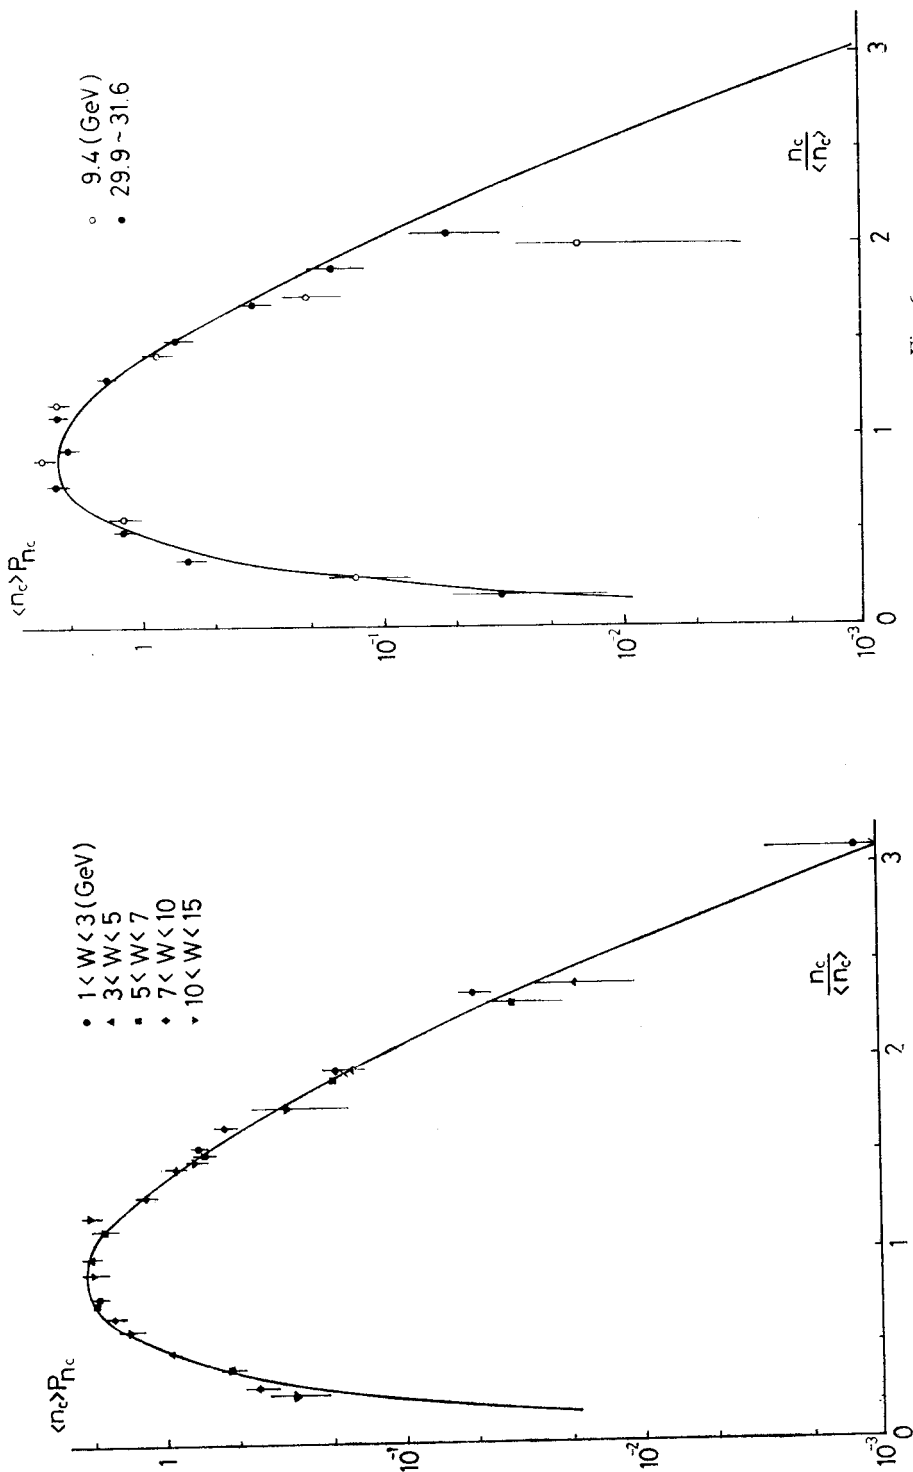 <n_c>P_{n_c}
• 1 < W < 3 (GeV)
▲ 3 < W < 5
■ 5 < W < 7
◆ 7 < W < 10
▼ 10 < W < 15
1
10⁻¹
10⁻²
10⁻³
0
1
2
3
n_c
<n_c>
<n_c>P_{n_c}
○ 9.4 (GeV)
• 29.9 ~ 31.6
1
10⁻¹
10⁻²
10⁻³
0
1
2
3
n_c
<n_c>